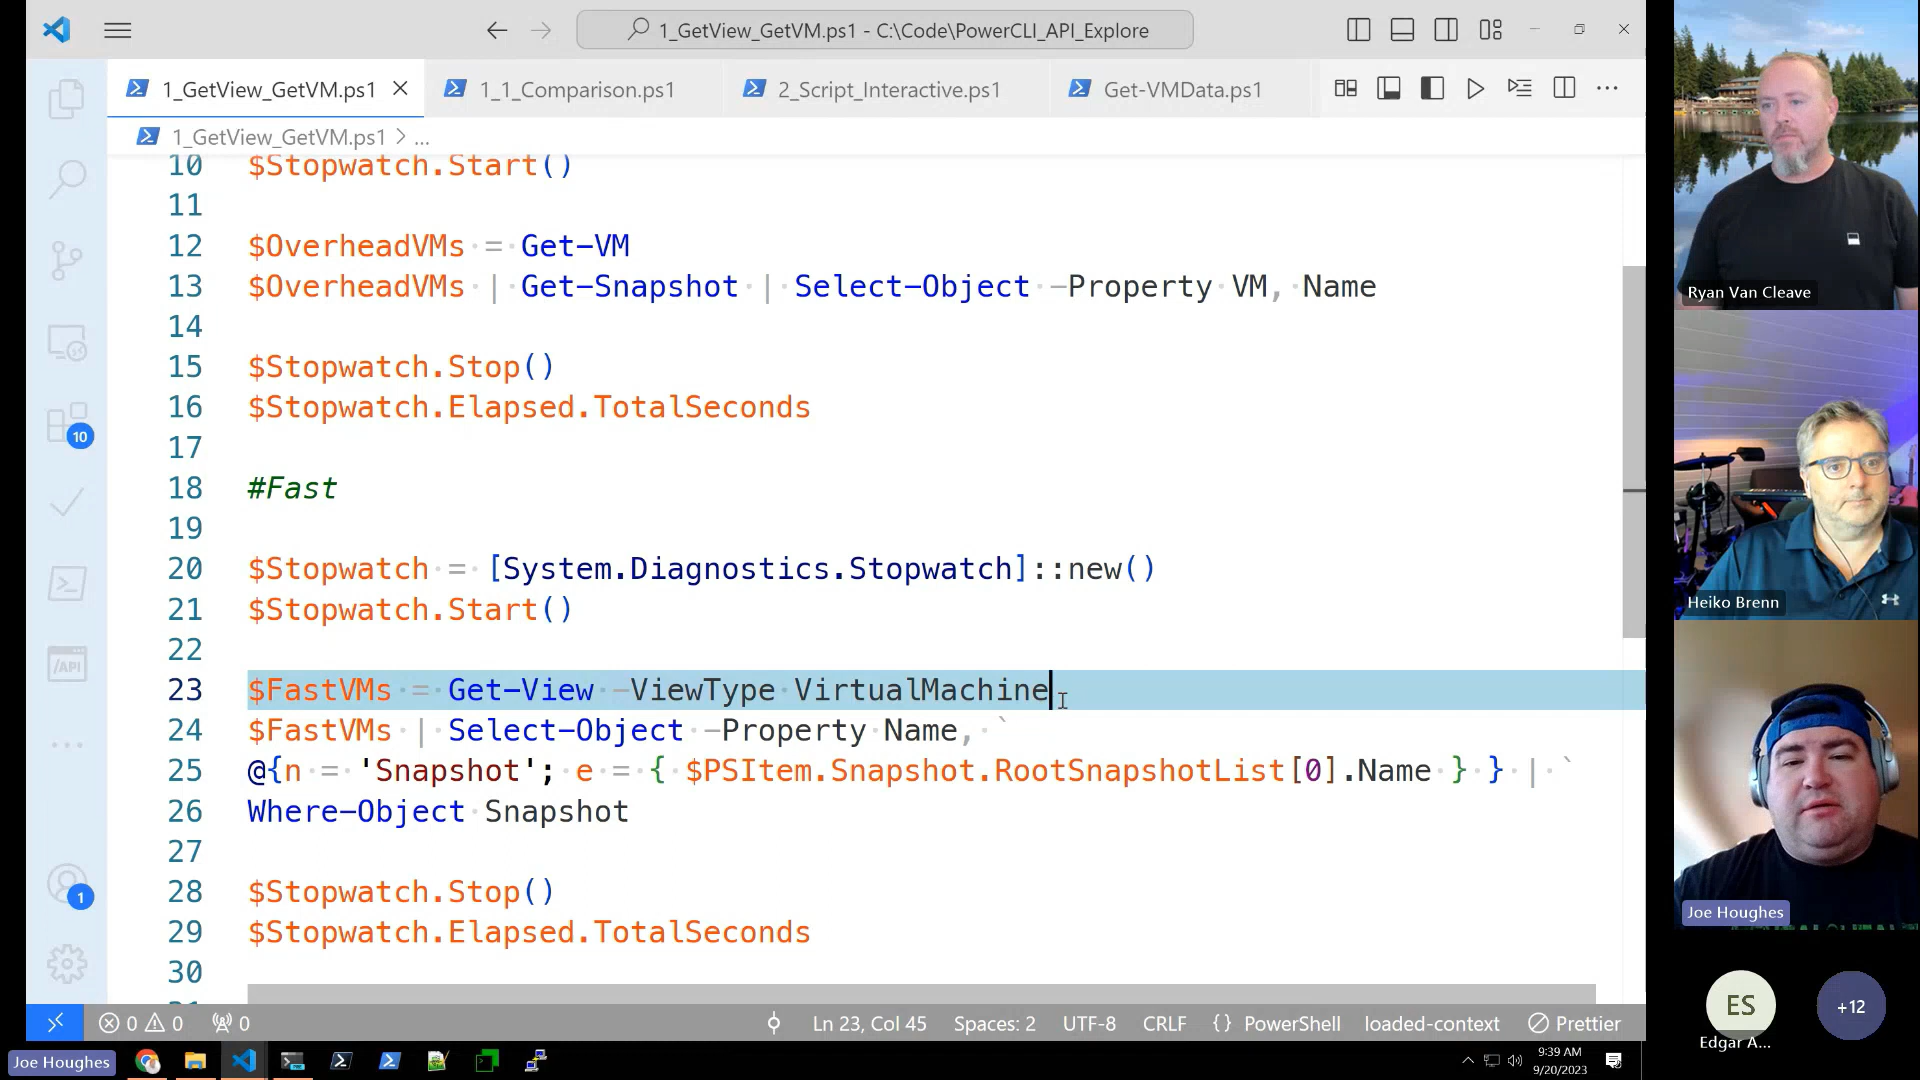 1_GetView_GetVM.ps1 - C:\Code\PowerCLI_API_Explore
1_GetView_GetVM.ps1
1_1_Comparison.ps1
2_Script_Interactive.ps1
Get-VMData.ps1
1_GetView_GetVM.ps1 > ...
10 $Stopwatch.Start()
11
12 $OverheadVMs = Get-VM
13 $OverheadVMs | Get-Snapshot | Select-Object -Property VM, Name
14
15 $Stopwatch.Stop()
16 $Stopwatch.Elapsed.TotalSeconds
17
18 #Fast
19
20 $Stopwatch = [System.Diagnostics.Stopwatch]::new()
21 $Stopwatch.Start()
22
23 $FastVMs = Get-View -ViewType VirtualMachine
24 $FastVMs | Select-Object -Property Name, `
25 @{n = 'Snapshot'; e = { $PSItem.Snapshot.RootSnapshotList[0].Name } } | `
26 Where-Object Snapshot
27
28 $Stopwatch.Stop()
29 $Stopwatch.Elapsed.TotalSeconds
30
10
/API
1
0 0 0
Ln 23, Col 45 Spaces: 2 UTF-8 CRLF {} PowerShell loaded-context Prettier
Joe Houghes
9:39 AM
9/20/2023
Ryan Van Cleave
Heiko Brenn
Joe Houghes
ES
+12
Edgar A...